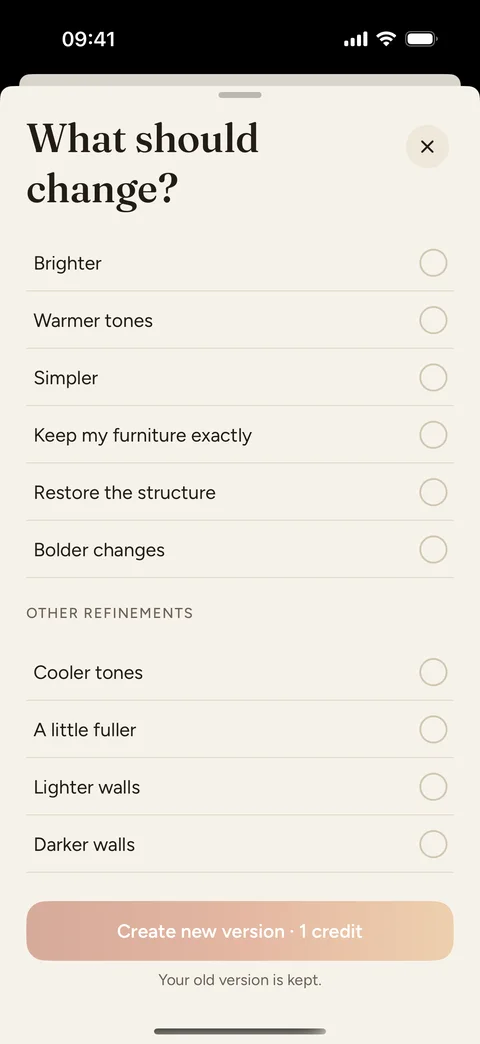 09:41
What should
change?
Brighter
Warmer tones
Simpler
Keep my furniture exactly
Restore the structure
Bolder changes
OTHER REFINEMENTS
Cooler tones
A little fuller
Lighter walls
Darker walls
Create new version · 1 credit
Your old version is kept.